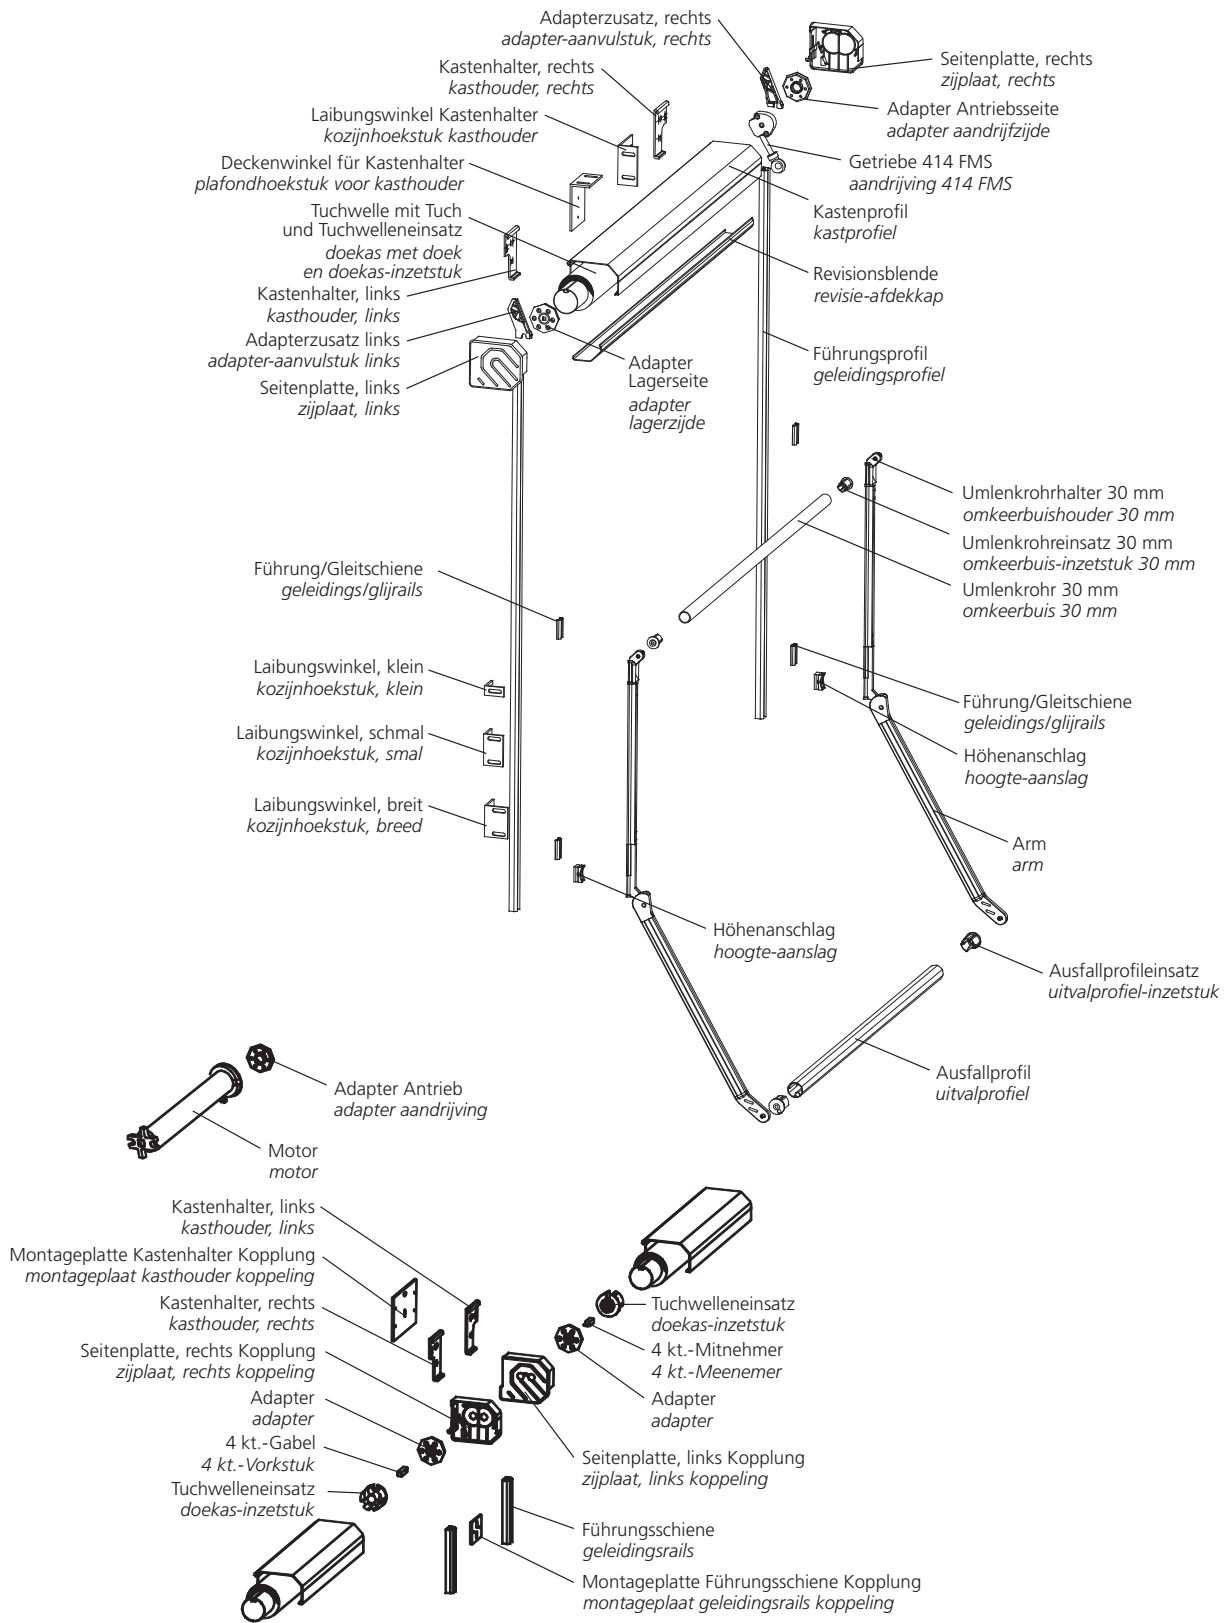 Adapterzusatz, rechts
adapter-aanvulstuk, rechts
Kastenhalter, rechts
kasthouder, rechts
Laibungswinkel Kastenhalter
kozijnhoekstuk kasthouder
Deckenwinkel für Kastenhalter
plafondhoekstuk voor kasthouder
Tuchwelle mit Tuch
und Tuchwelleneinsatz
doekas met doek
en doekas-inzetstuk
Kastenhalter, links
kasthouder, links
Adapterzusatz links
adapter-aanvulstuk links
Seitenplatte, links
zijplaat, links
Seitenplatte, rechts
zijplaat, rechts
Adapter Antriebsseite
adapter aandrijfzijde
Getriebe 414 FMS
aandrijving 414 FMS
Kastenprofil
kastprofiel
Revisionsblende
revisie-afdekkap
Führungsprofil
geleidingsprofiel
Adapter
Lagerseite
adapter
lagerzijde
Umlenkrohrhalter 30 mm
omkeerbuishouder 30 mm
Umlenkrohreinsatz 30 mm
omkeerbuis-inzetstuk 30 mm
Umlenkrohr 30 mm
omkeerbuis 30 mm
Führung/Gleitschiene
geleidings/glijrails
Laibungswinkel, klein
kozijnhoekstuk, klein
Laibungswinkel, schmal
kozijnhoekstuk, smal
Laibungswinkel, breit
kozijnhoekstuk, breed
Führung/Gleitschiene
geleidings/glijrails
Höhenanschlag
hoogte-aanslag
Arm
arm
Höhenanschlag
hoogte-aanslag
Ausfallprofileinsatz
uitvalprofiel-inzetstuk
Ausfallprofil
uitvalprofiel
Adapter Antrieb
adapter aandrijving
Motor
motor
Kastenhalter, links
kasthouder, links
Montageplatte Kastenhalter Kopplung
montageplaat kasthouder koppeling
Kastenhalter, rechts
kasthouder, rechts
Seitenplatte, rechts Kopplung
zijplaat, rechts koppeling
Adapter
adapter
4 kt.-Gabel
4 kt.-Vorkstuk
Tuchwelleneinsatz
doekas-inzetstuk
Tuchwelleneinsatz
doekas-inzetstuk
4 kt.-Mitnehmer
4 kt.-Meenemer
Adapter
adapter
Seitenplatte, links Kopplung
zijplaat, links koppeling
Führungsschiene
geleidingsrails
Montageplatte Führungsschiene Kopplung
montageplaat geleidingsrails koppeling